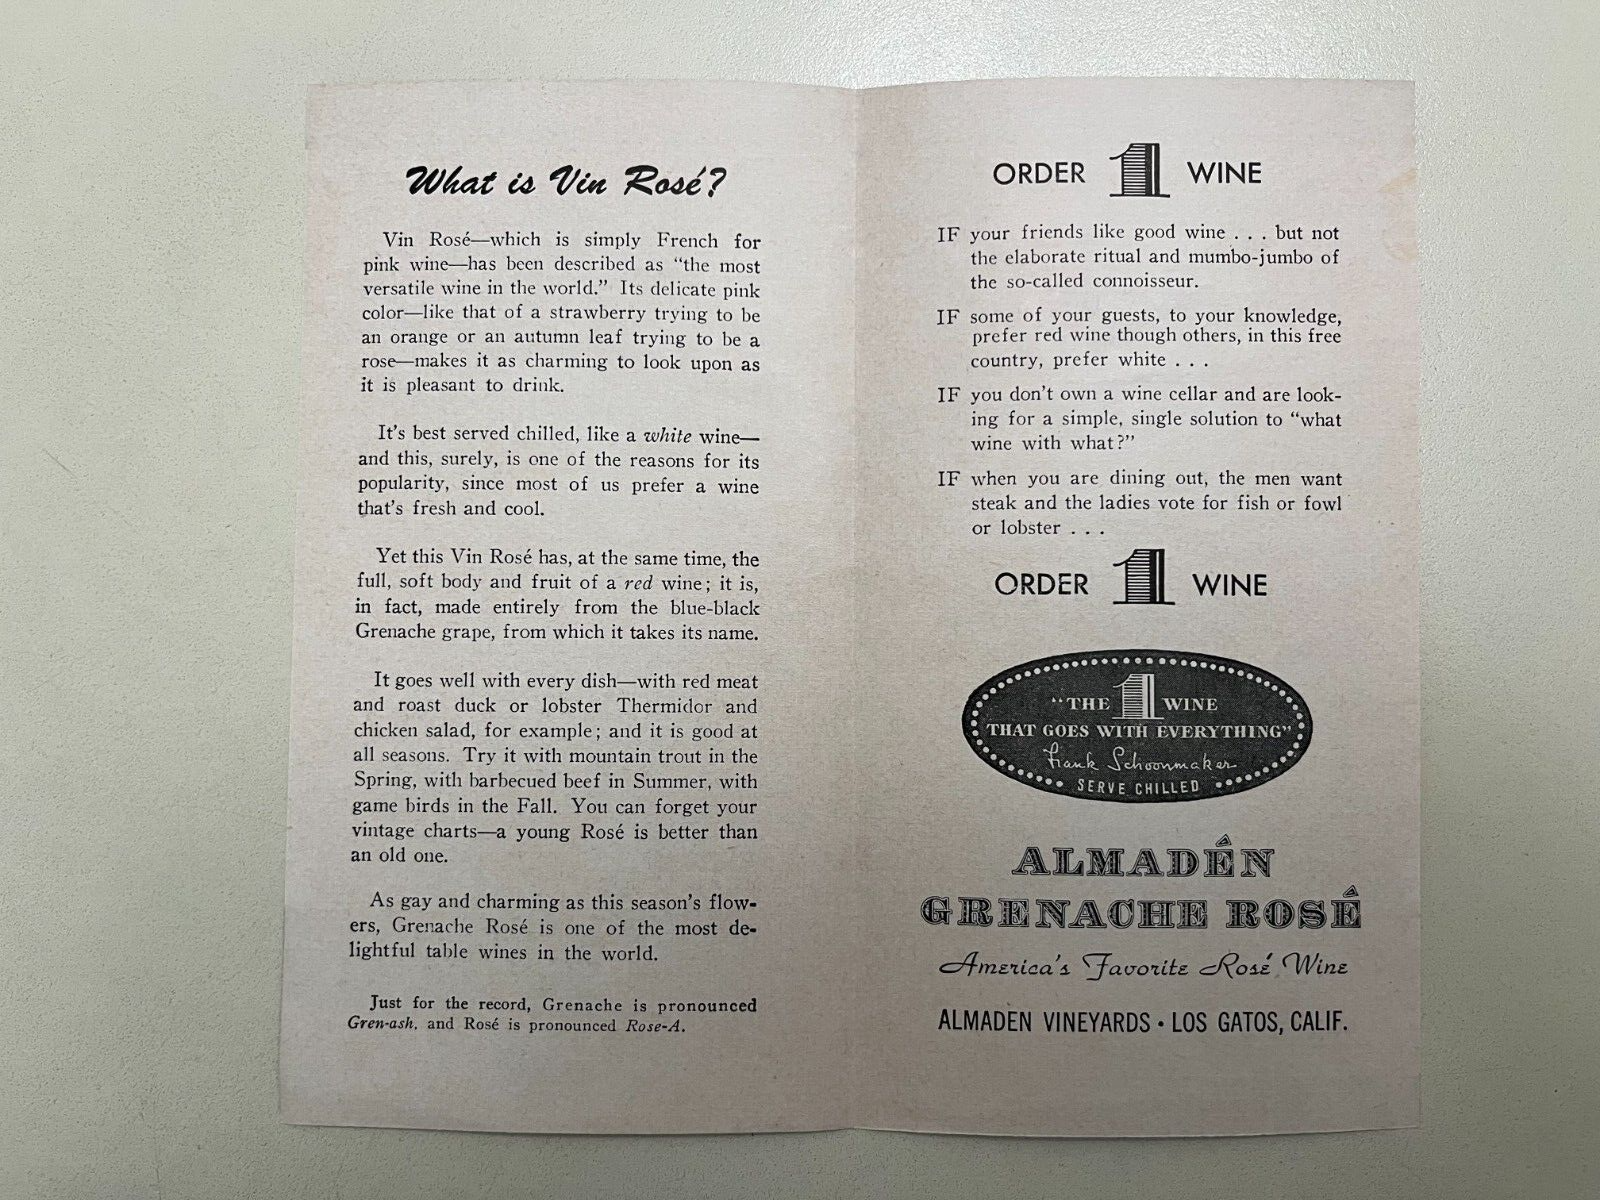 What is Vin Rosé?
Vin Rosé—which is simply French for
pink wine—has been described as “the most
versatile wine in the world.” Its delicate pink
color—like that of a strawberry trying to be
an orange or an autumn leaf trying to be a
rose—makes it as charming to look upon as
it is pleasant to drink.
It's best served chilled, like a white wine—
and this, surely, is one of the reasons for its
popularity, since most of us prefer a wine
that's fresh and cool.
Yet this Vin Rosé has, at the same time, the
full, soft body and fruit of a red wine; it is,
in fact, made entirely from the blue-black
Grenache grape, from which it takes its name.
It goes well with every dish—with red meat
and roast duck or lobster Thermidor and
chicken salad, for example; and it is good at
all seasons. Try it with mountain trout in the
Spring, with barbecued beef in Summer, with
game birds in the Fall. You can forget your
vintage charts—a young Rosé is better than
an old one.
As gay and charming as this season's flow-
ers, Grenache Rosé is one of the most de-
lightful table wines in the world.
Just for the record, Grenache is pronounced
Gren-ash, and Rosé is pronounced Rose-A.
ORDER 1 WINE
IF your friends like good wine . . . but not
the elaborate ritual and mumbo-jumbo of
the so-called connoisseur.
IF some of your guests, to your knowledge,
prefer red wine though others, in this free
country, prefer white . . .
IF you don't own a wine cellar and are look-
ing for a simple, single solution to “what
wine with what?”
IF when you are dining out, the men want
steak and the ladies vote for fish or fowl
or lobster . . .
ORDER 1 WINE
“THE 1 WINE
THAT GOES WITH EVERYTHING”
Frank Schoonmaker
SERVE CHILLED
ALMADÉN
GRENACHE ROSÉ
America's Favorite Rosé Wine
ALMADEN VINEYARDS • LOS GATOS, CALIF.